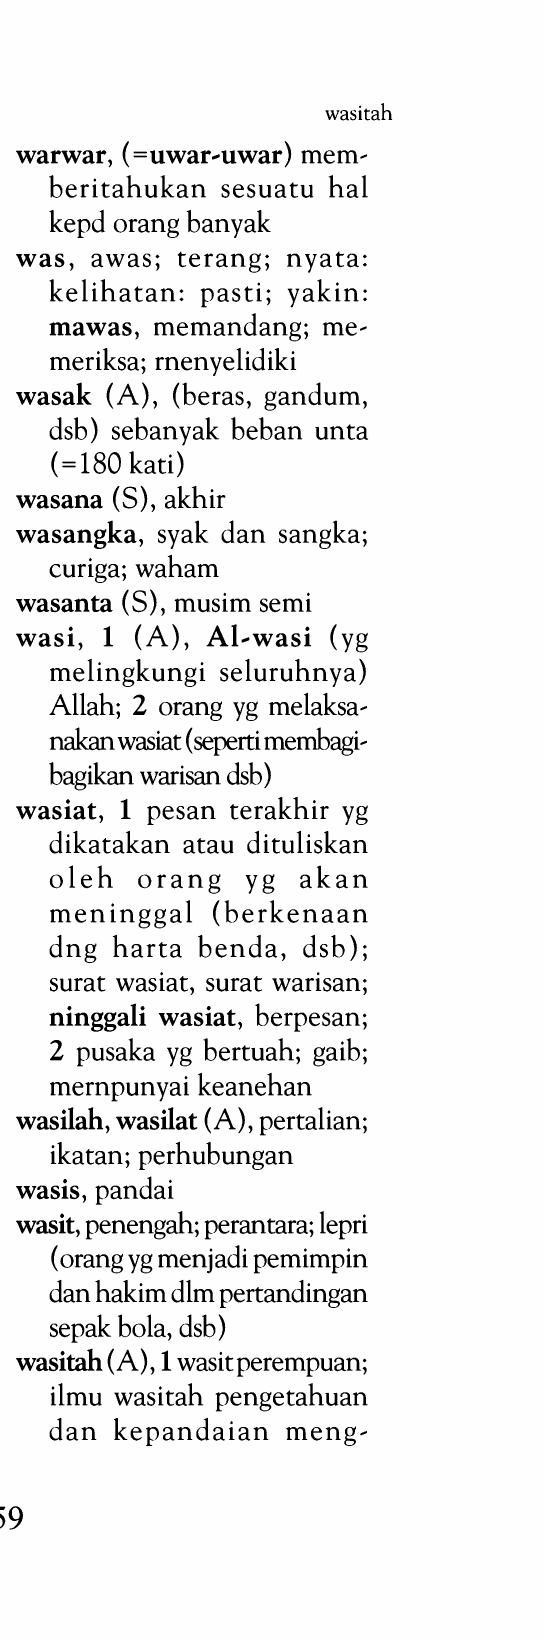 wasitah
warwar, (=uwar-uwar) mem-
beritahukan sesuatu hal
kepd orang banyak
was, awas; terang; nyata:
kelihatan: pasti; yakin:
mawas, memandang; me-
meriksa; rnenyelidiki
wasak (A), (beras, gandum,
dsb) sebanyak beban unta
(=180 kati)
wasana (S), akhir
wasangka, syak dan sangka;
curiga; waham
wasanta (S), musim semi
wasi, 1 (A), Al-wasi (yg
melingkungi seluruhnya)
Allah; 2 orang yg melaksa-
nakan wasiat (seperti membagi-
bagikan warisan dsb)
wasiat, 1 pesan terakhir yg
dikatakan atau dituliskan
oleh orang yg akan
meninggal (berkenaan
dng harta benda, dsb);
surat wasiat, surat warisan;
ninggali wasiat, berpesan;
2 pusaka yg bertuah; gaib;
mernpunyai keanehan
wasilah, wasilat (A), pertalian;
ikatan; perhubungan
wasis, pandai
wasit, penengah; perantara; lepri
(orang yg menjadi pemimpin
dan hakim dlm pertandingan
sepak bola, dsb)
wasitah (A), 1 wasit perempuan;
ilmu wasitah pengetahuan
dan kepandaian meng-
59